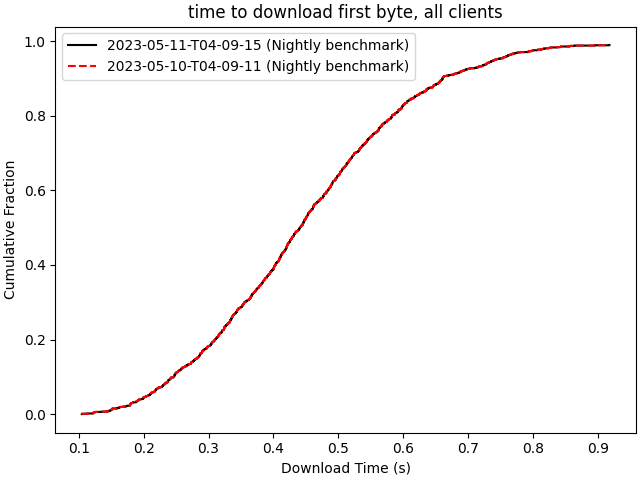 time to download first byte, all clients
2023-05-11-T04-09-15 (Nightly benchmark)
2023-05-10-T04-09-11 (Nightly benchmark)
Cumulative Fraction
1.0
0.8
0.6
0.4
0.2
0.0
0.1 0.2 0.3 0.4 0.5 0.6 0.7 0.8 0.9
Download Time (s)